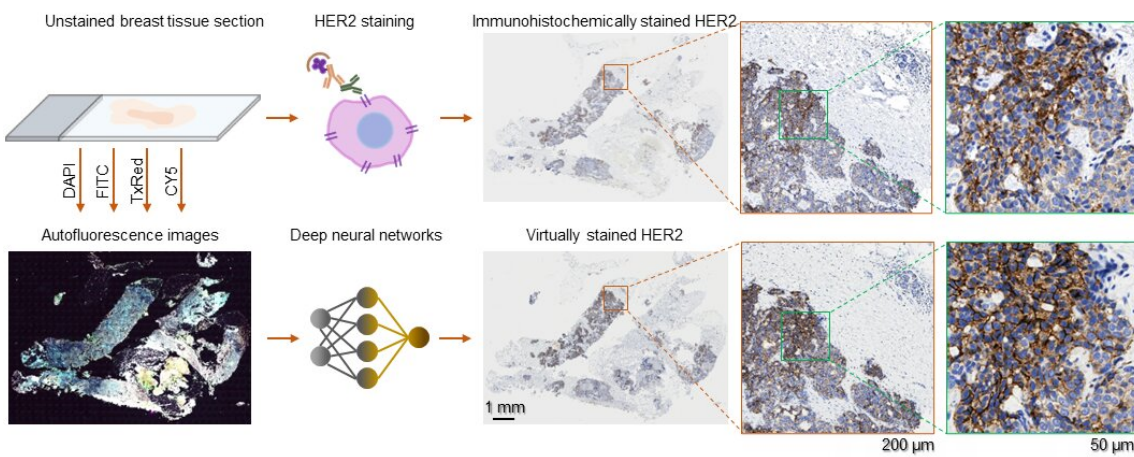 Unstained breast tissue section
HER2 staining
Immunohistochemically stained HER2
DAPI
FITC
TxRed
CY5
Autofluorescence images
Deep neural networks
Virtually stained HER2
1 mm
200 µm
50 µm